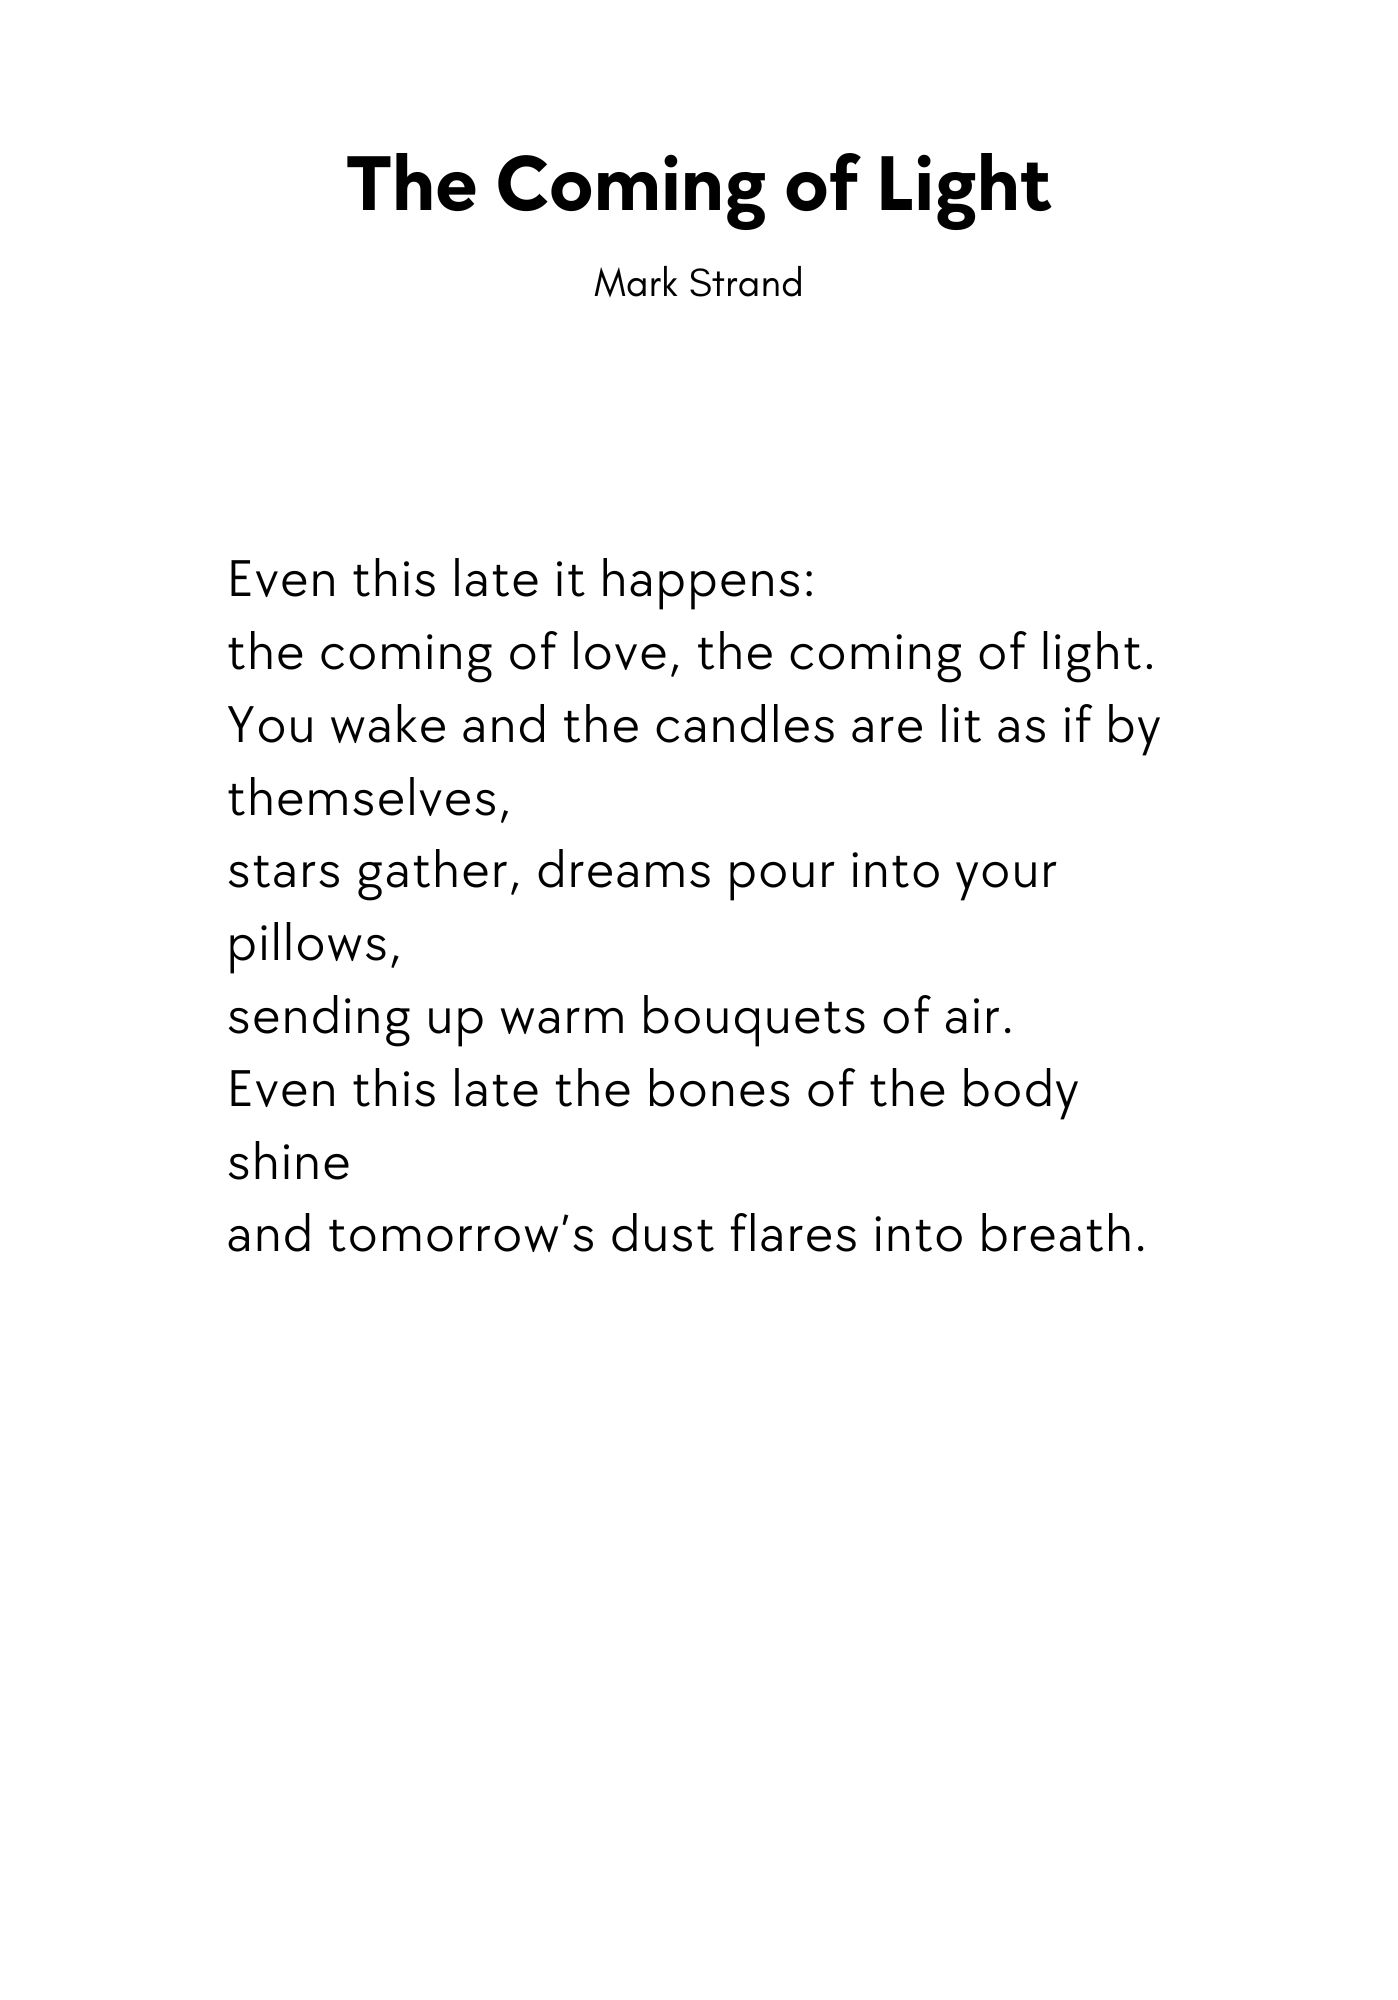 The Coming of Light
Mark Strand
Even this late it happens:
the coming of love, the coming of light.
You wake and the candles are lit as if by
themselves,
stars gather, dreams pour into your
pillows,
sending up warm bouquets of air.
Even this late the bones of the body
shine
and tomorrow’s dust flares into breath.